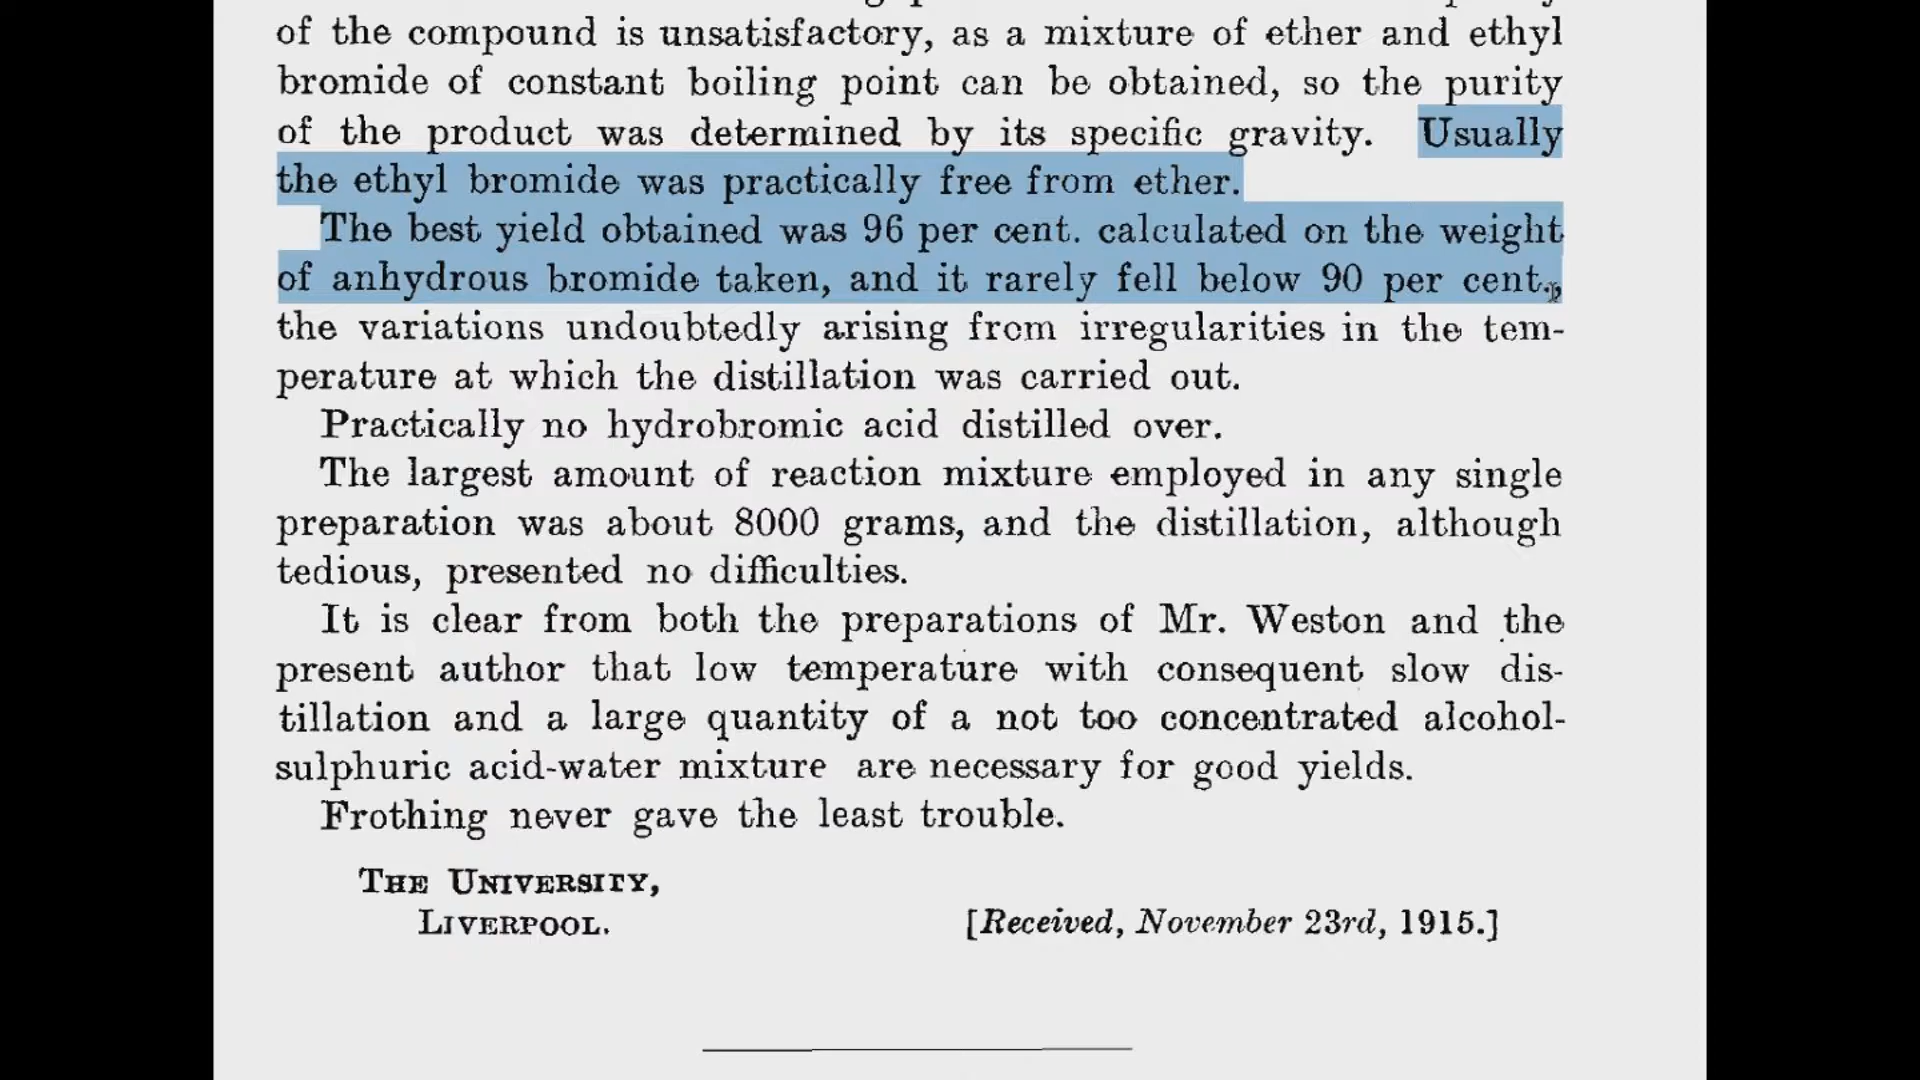 of the compound is unsatisfactory, as a mixture of ether and ethyl
bromide of constant boiling point can be obtained, so the purity
of the product was determined by its specific gravity. Usually
the ethyl bromide was practically free from ether.
The best yield obtained was 96 per cent. calculated on the weight
of anhydrous bromide taken, and it rarely fell below 90 per cent.,
the variations undoubtedly arising from irregularities in the tem-
perature at which the distillation was carried out.
Practically no hydrobromic acid distilled over.
The largest amount of reaction mixture employed in any single
preparation was about 8000 grams, and the distillation, although
tedious, presented no difficulties.
It is clear from both the preparations of Mr. Weston and the
present author that low temperature with consequent slow dis-
tillation and a large quantity of a not too concentrated alcohol-
sulphuric acid-water mixture are necessary for good yields.
Frothing never gave the least trouble.
THE UNIVERSITY,
LIVERPOOL. [Received, November 23rd, 1915.]